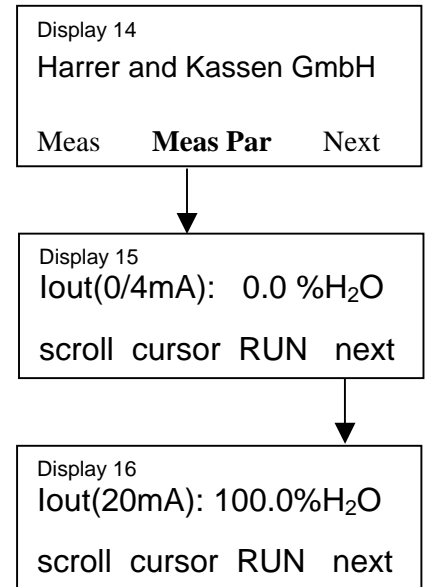 Display 14
Harrer and Kassen GmbH
Meas Meas Par Next
Display 15
Iout(0/4mA): 0.0 %H₂O
scroll cursor RUN next
Display 16
Iout(20mA): 100.0%H₂O
scroll cursor RUN next